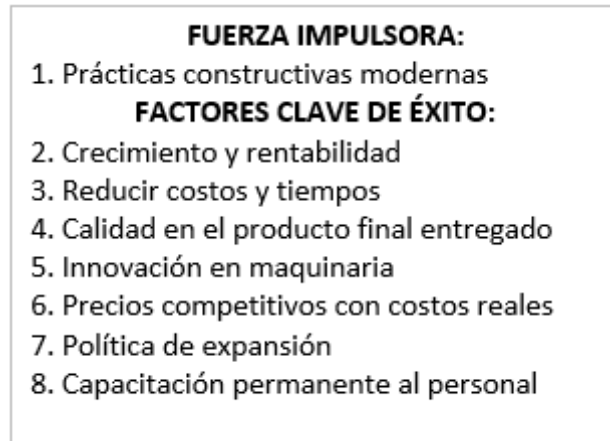 FUERZA IMPULSORA:
1. Prácticas constructivas modernas
FACTORES CLAVE DE ÉXITO:
2. Crecimiento y rentabilidad
3. Reducir costos y tiempos
4. Calidad en el producto final entregado
5. Innovación en maquinaria
6. Precios competitivos con costos reales
7. Política de expansión
8. Capacitación permanente al personal